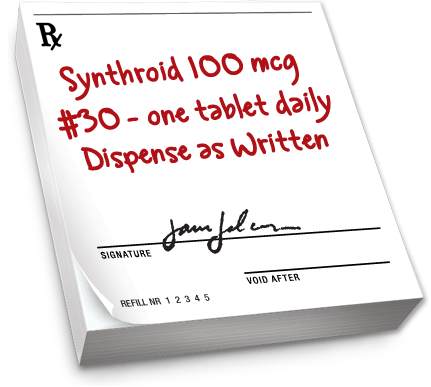 Rx
Synthroid 100 mcg
#30 - one tablet daily
Dispense as Written
SIGNATURE
VOID AFTER
REFILL NR 1 2 3 4 5